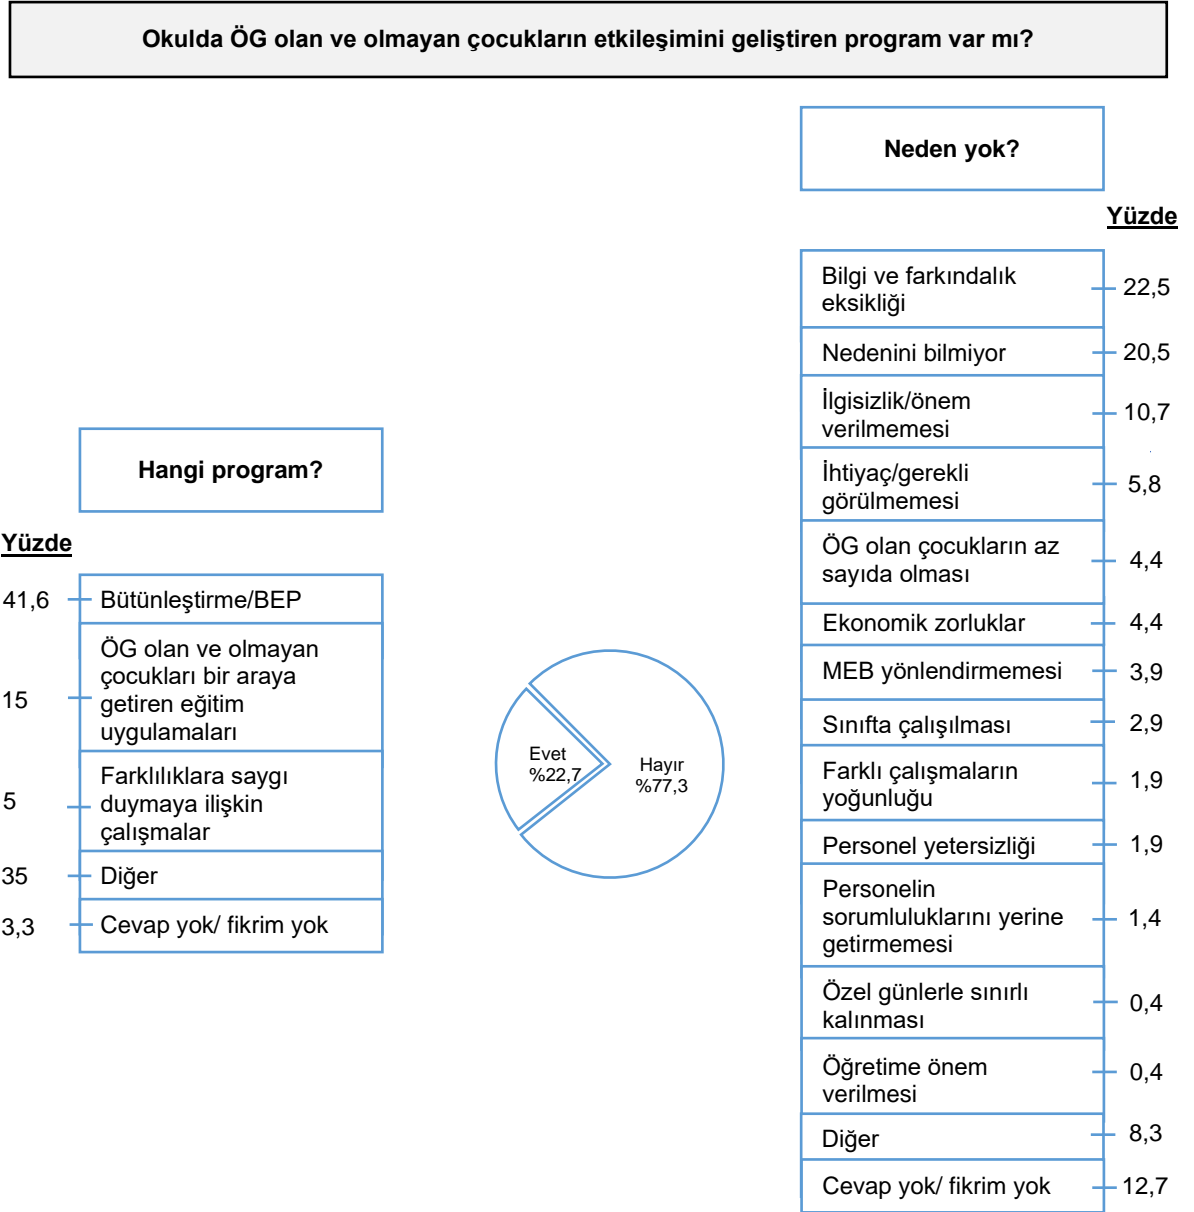 Okulda ÖG olan ve olmayan çocukların etkileşimini geliştiren program var mı?
Neden yok?
Yüzde
Bilgi ve farkındalık
eksikliği
22,5
Nedenini bilmiyor
20,5
İlgisizlik/önem
verilmemesi
10,7
İhtiyaç/gerekli
görülmemesi
5,8
ÖG olan çocukların az
sayıda olması
4,4
Ekonomik zorluklar
4,4
MEB yönlendirmemesi
3,9
Sınıfta çalışılması
2,9
Farklı çalışmaların
yoğunluğu
1,9
Personel yetersizliği
1,9
Personelin
sorumluluklarını yerine
getirmemesi
1,4
Özel günlerle sınırlı
kalınması
0,4
Öğretime önem
verilmesi
0,4
Diğer
8,3
Cevap yok/ fikrim yok
12,7
Hangi program?
Yüzde
41,6
Bütünleştirme/BEP
15
ÖG olan ve olmayan
çocukları bir araya
getiren eğitim
uygulamaları
5
Farklılıklara saygı
duymaya ilişkin
çalışmalar
35
Diğer
3,3
Cevap yok/ fikrim yok
Evet
%22,7
Hayır
%77,3